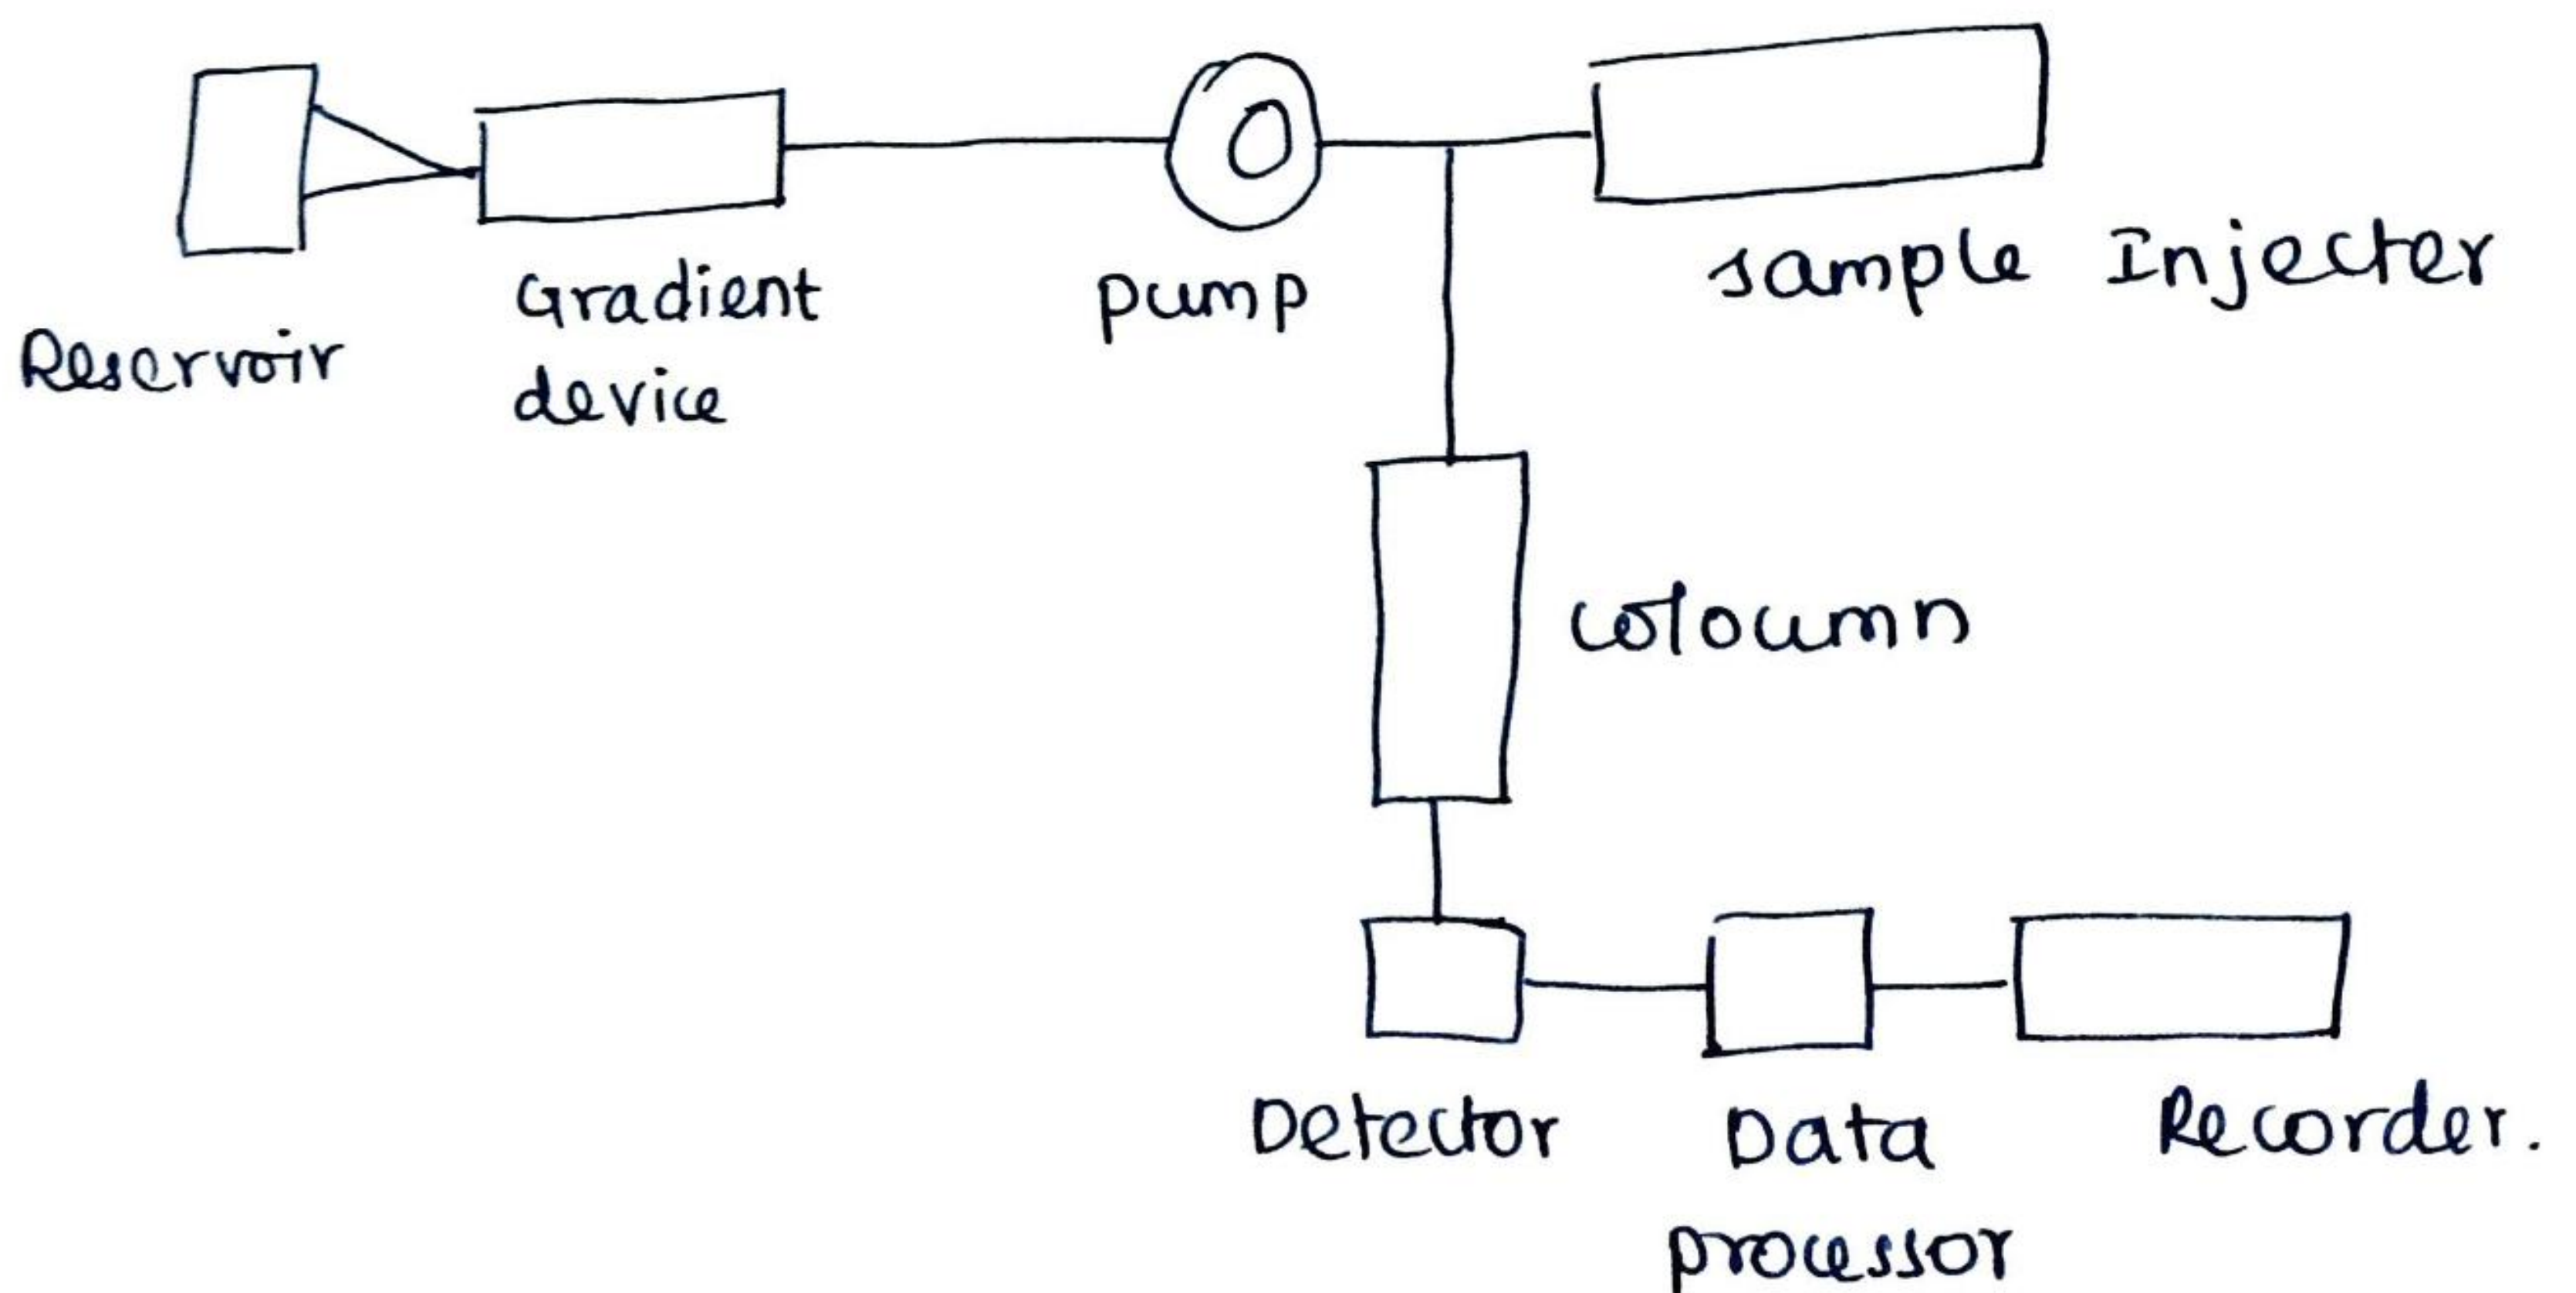 Reservoir
Gradient
device
pump
sample Injecter
coloumn
Detector
Data
processor
Recorder.